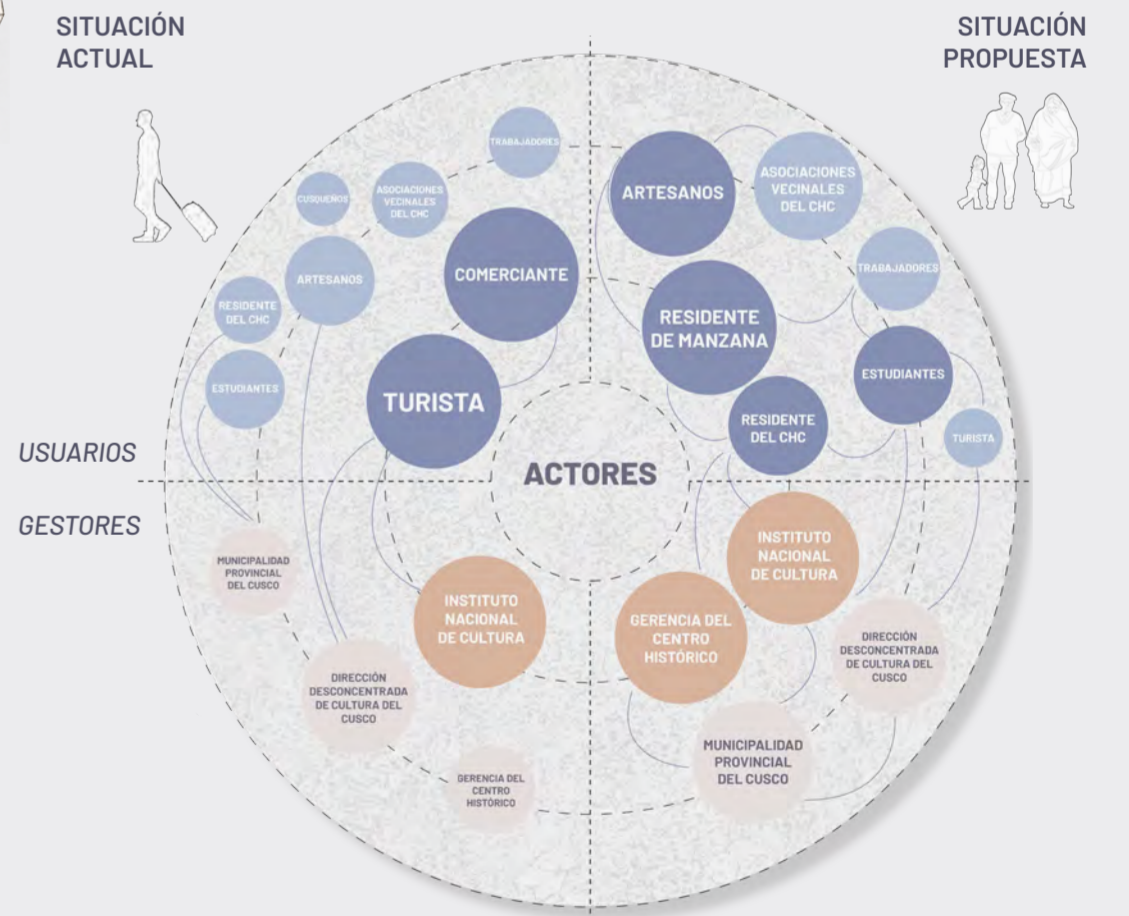 SITUACIÓN
ACTUAL
SITUACIÓN
PROPUESTA
TRABAJADORES
CUSQUEÑOS
ASOCIACIONES
VECINALES
DEL CHC
COMERCIANTE
ARTESANOS
RESIDENTE
DEL CHC
ESTUDIANTES
TURISTA
ARTESANOS
ASOCIACIONES
VECINALES
DEL CHC
TRABAJADORES
RESIDENTE
DE MANZANA
ESTUDIANTES
RESIDENTE
DEL CHC
TURISTA
USUARIOS
ACTORES
GESTORES
MUNICIPALIDAD
PROVINCIAL
DEL CUSCO
INSTITUTO
NACIONAL
DE CULTURA
DIRECCIÓN
DESCONCENTRADA
DE CULTURA DEL
CUSCO
GERENCIA DEL
CENTRO
HISTÓRICO
INSTITUTO
NACIONAL
DE CULTURA
GERENCIA DEL
CENTRO
HISTÓRICO
DIRECCIÓN
DESCONCENTRADA
DE CULTURA DEL
CUSCO
MUNICIPALIDAD
PROVINCIAL
DEL CUSCO